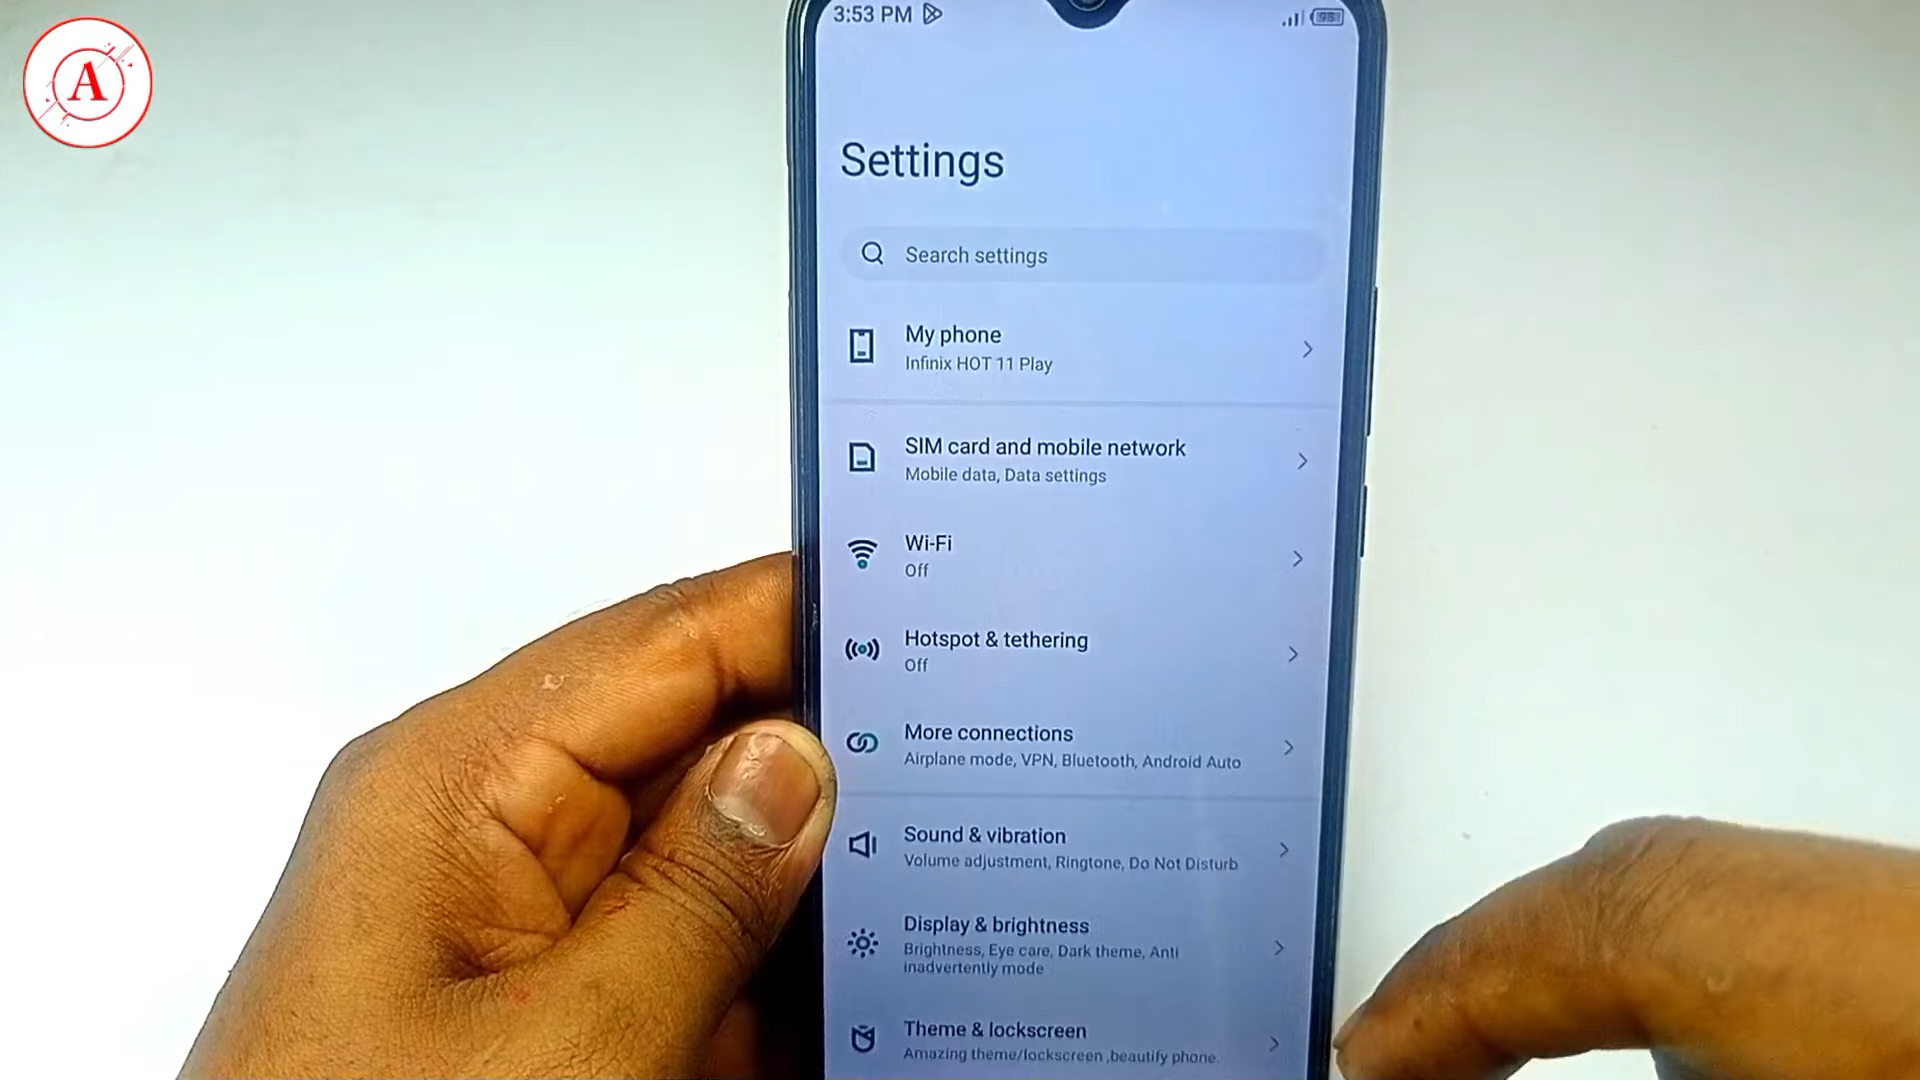 3:53 PM
98
A
Settings
Search settings
My phone
Infinix HOT 11 Play
SIM card and mobile network
Mobile data, Data settings
Wi-Fi
Off
Hotspot & tethering
Off
More connections
Airplane mode, VPN, Bluetooth, Android Auto
Sound & vibration
Volume adjustment, Ringtone, Do Not Disturb
Display & brightness
Brightness, Eye care, Dark theme, Anti
inadvertently mode
Theme & lockscreen
Amazing theme/lockscreen ,beautify phone.